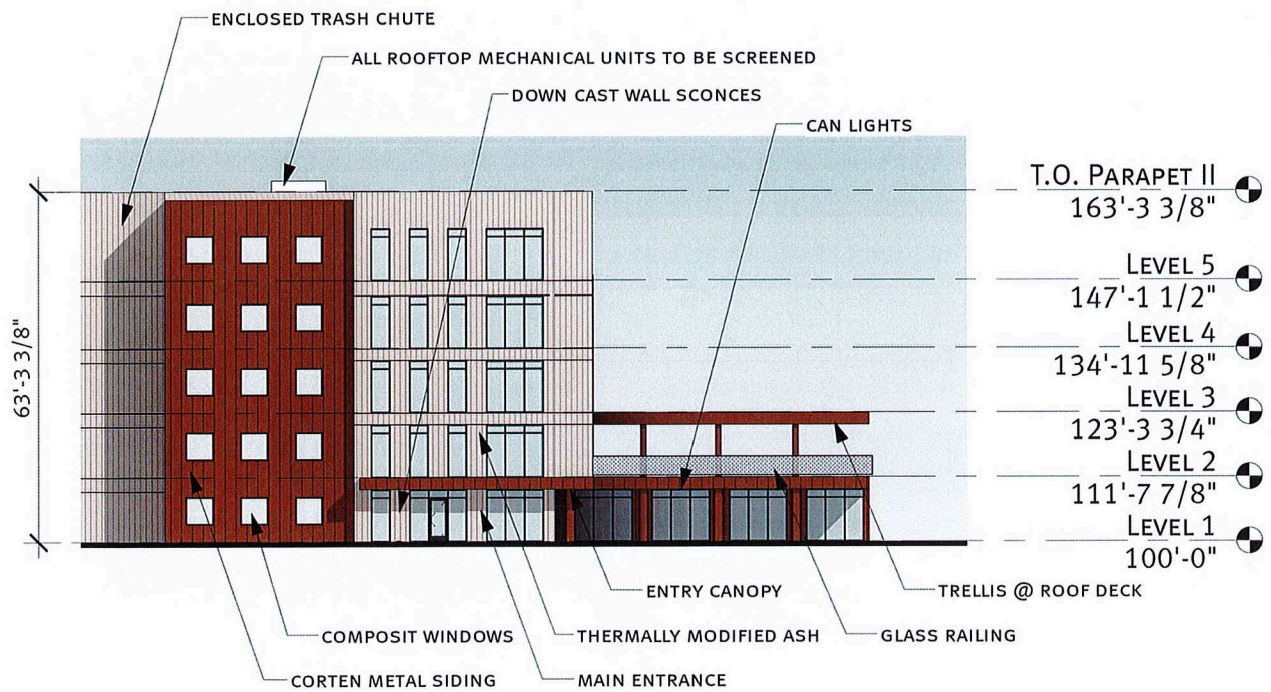 ENCLOSED TRASH CHUTE
ALL ROOFTOP MECHANICAL UNITS TO BE SCREENED
DOWN CAST WALL SCONCES
CAN LIGHTS
T.O. PARAPET II
163'-3 3/8"
LEVEL 5
147'-1 1/2"
LEVEL 4
134'-11 5/8"
LEVEL 3
123'-3 3/4"
LEVEL 2
111'-7 7/8"
LEVEL 1
100'-0"
63'-3 3/8"
ENTRY CANOPY
TRELLIS @ ROOF DECK
COMPOSIT WINDOWS
THERMALLY MODIFIED ASH
GLASS RAILING
CORTEN METAL SIDING
MAIN ENTRANCE